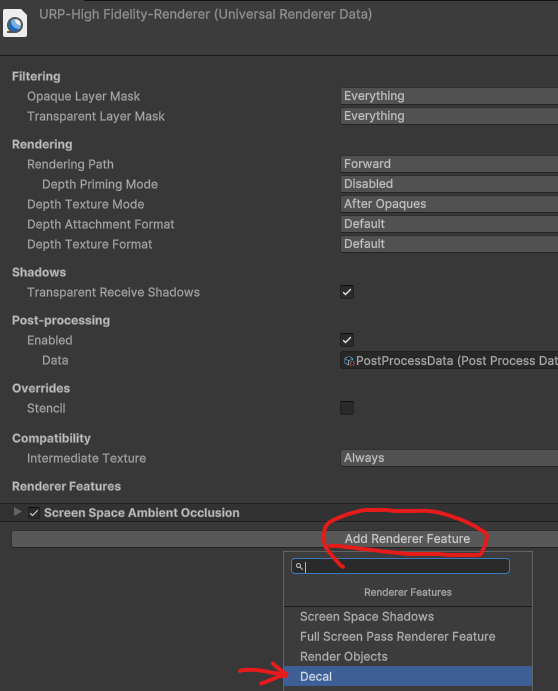 URP-High Fidelity-Renderer (Universal Renderer Data)
Filtering
Opaque Layer Mask Everything
Transparent Layer Mask Everything
Rendering
Rendering Path Forward
Depth Priming Mode Disabled
Depth Texture Mode After Opaques
Depth Attachment Format Default
Depth Texture Format Default
Shadows
Transparent Receive Shadows
Post-processing
Enabled
Data PostProcessData (Post Process Dat
Overrides
Stencil
Compatibility
Intermediate Texture Always
Renderer Features
Screen Space Ambient Occlusion
Add Renderer Feature
Renderer Features
Screen Space Shadows
Full Screen Pass Renderer Feature
Render Objects
Decal